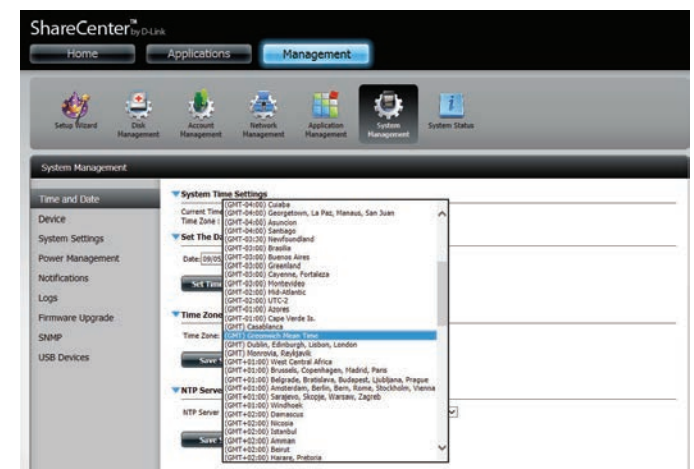 ShareCenter™ by D-Link
Home Applications Management
Setup Wizard
Disk Management
Account Management
Network Management
Application Management
System Management
System Status
System Management
Time and Date
Device
System Settings
Power Management
Notifications
Logs
Firmware Upgrade
SNMP
USB Devices
System Time Settings
Current Time
Time Zone :
Set The Da
Date: 09/05
Set Time
Time Zone
Time Zone:
Save S
NTP Serve
NTP Server
Save S
(GMT-04:00) Cuiaba
(GMT-04:00) Georgetown, La Paz, Manaus, San Juan
(GMT-04:00) Asuncion
(GMT-04:00) Santiago
(GMT-03:30) Newfoundland
(GMT-03:00) Brasilia
(GMT-03:00) Buenos Aires
(GMT-03:00) Greenland
(GMT-03:00) Cayenne, Fortaleza
(GMT-03:00) Montevideo
(GMT-02:00) Mid-Atlantic
(GMT-02:00) UTC-2
(GMT-01:00) Azores
(GMT-01:00) Cape Verde Is.
(GMT) Casablanca
(GMT) Greenwich Mean Time
(GMT) Dublin, Edinburgh, Lisbon, London
(GMT) Monrovia, Reykjavik
(GMT+01:00) West Central Africa
(GMT+01:00) Brussels, Copenhagen, Madrid, Paris
(GMT+01:00) Belgrade, Bratislava, Budapest, Ljubljana, Prague
(GMT+01:00) Amsterdam, Berlin, Bern, Rome, Stockholm, Vienna
(GMT+01:00) Sarajevo, Skopje, Warsaw, Zagreb
(GMT+01:00) Windhoek
(GMT+02:00) Damascus
(GMT+02:00) Nicosia
(GMT+02:00) Istanbul
(GMT+02:00) Amman
(GMT+02:00) Beirut
(GMT+02:00) Harare, Pretoria